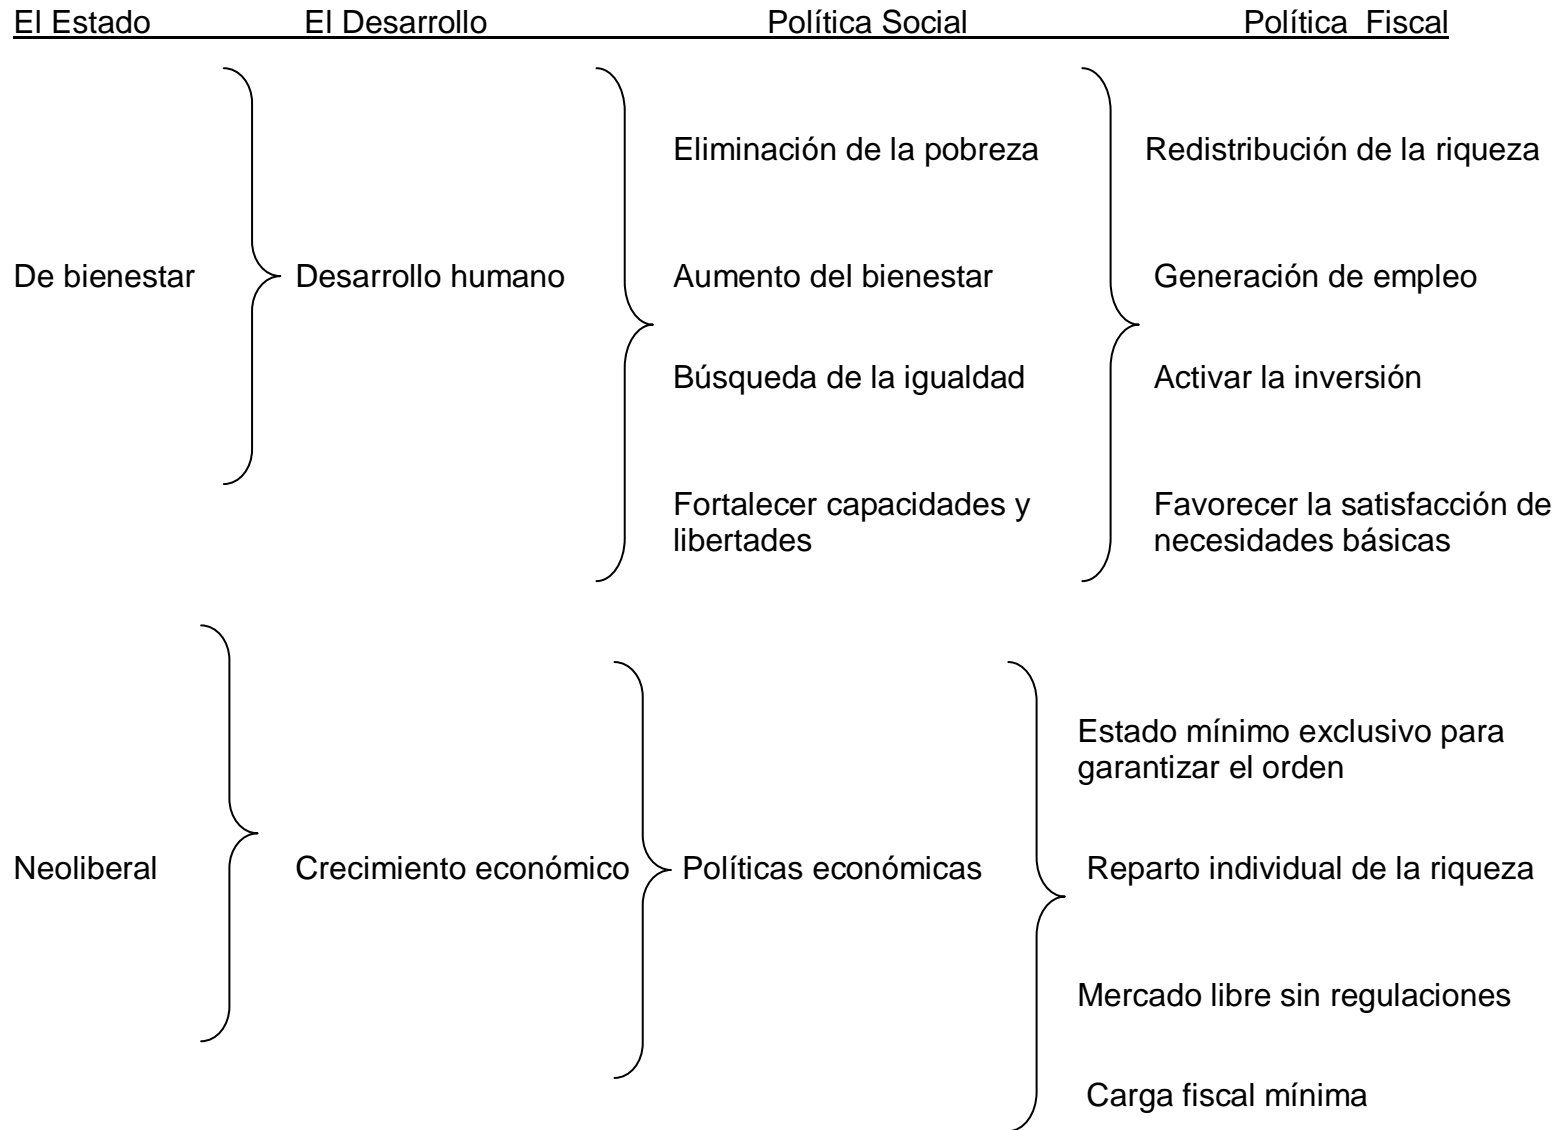 El Estado El Desarrollo Política Social Política Fiscal
Eliminación de la pobreza Redistribución de la riqueza
De bienestar Desarrollo humano Aumento del bienestar Generación de empleo
Búsqueda de la igualdad Activar la inversión
Fortalecer capacidades y Favorecer la satisfacción de
libertades necesidades básicas
Estado mínimo exclusivo para
garantizar el orden
Neoliberal Crecimiento económico Políticas económicas Reparto individual de la riqueza
Mercado libre sin regulaciones
Carga fiscal mínima